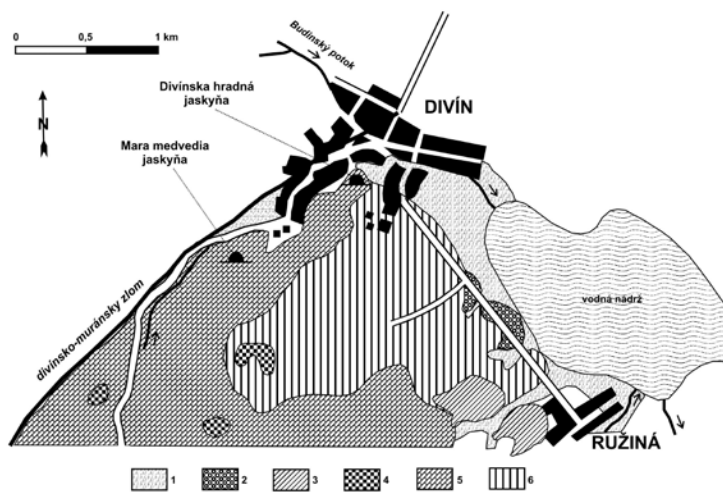 0 0,5 1 km
Budínsky potok
Divínska hradná
jaskyňa
DIVÍN
N
Mara medvedia
jaskyňa
divínsko-muránsky zlom
vodná nádrž
RUŽINÁ
1 2 3 4 5 6